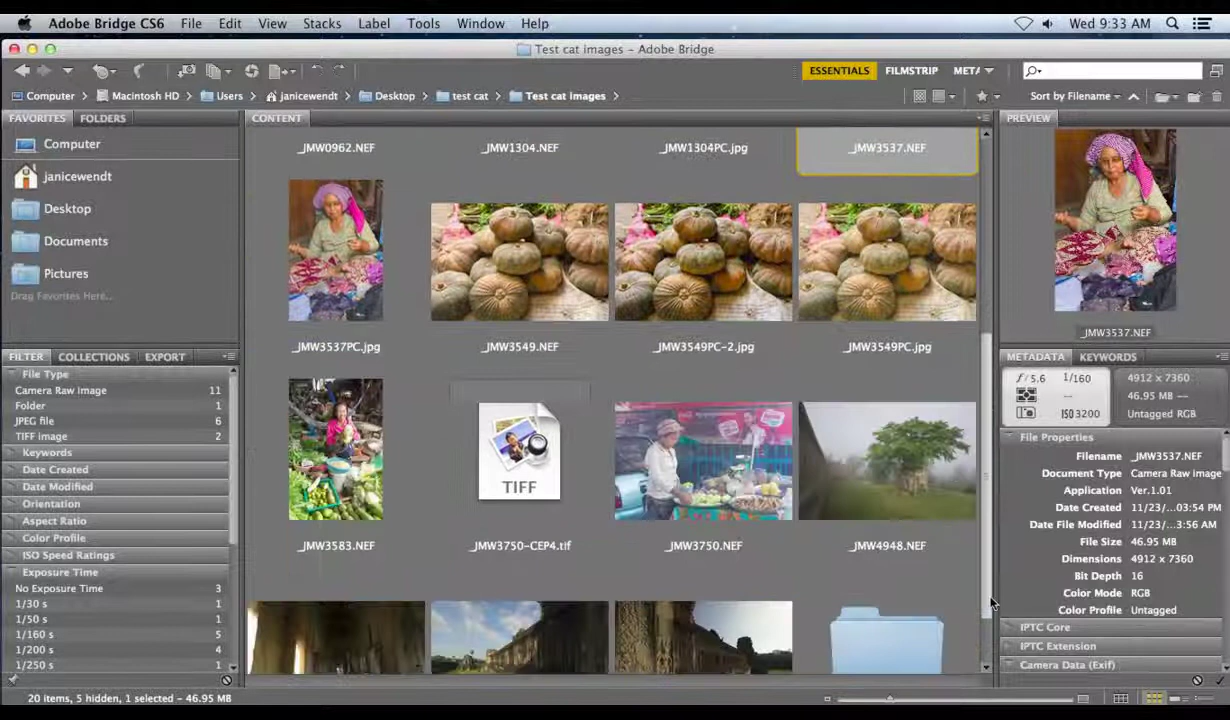 Adobe Bridge CS6 File Edit View Stacks Label Tools Window Help Wed 9:33 AM
Test cat images – Adobe Bridge
ESSENTIALS FILMSTRIP META
Computer Macintosh HD Users janicewendt Desktop test cat Test cat images Sort by Filename
FAVORITES FOLDERS
Computer
janicewendt
Desktop
Documents
Pictures
Drag Favorites Here...
FILTER COLLECTIONS EXPORT
File Type
Camera Raw image 11
Folder 1
JPEG file 6
TIFF image 2
Keywords
Date Created
Date Modified
Orientation
Aspect Ratio
Color Profile
ISO Speed Ratings
Exposure Time
No Exposure Time 3
1/30 s 1
1/50 s 1
1/160 s 5
1/200 s 4
1/250 s 1
CONTENT
_JMW0962.NEF _JMW1304.NEF _JMW1304PC.jpg _JMW3537.NEF
_JMW3537PC.jpg _JMW3549.NEF _JMW3549PC-2.jpg _JMW3549PC.jpg
TIFF
_JMW3583.NEF _JMW3750-CEP4.tif _JMW3750.NEF _JMW4948.NEF
PREVIEW
_JMW3537.NEF
METADATA KEYWORDS
f/5.6 1/160 4912 x 7360
-- 46.95 MB --
ISO3200 Untagged RGB
File Properties
Filename _JMW3537.NEF
Document Type Camera Raw image
Application Ver.1.01
Date Created 11/23/...03:54 PM
Date File Modified 11/23/...3:56 AM
File Size 46.95 MB
Dimensions 4912 x 7360
Bit Depth 16
Color Mode RGB
Color Profile Untagged
IPTC Core
IPTC Extension
Camera Data (Exif)
20 items, 5 hidden, 1 selected - 46.95 MB